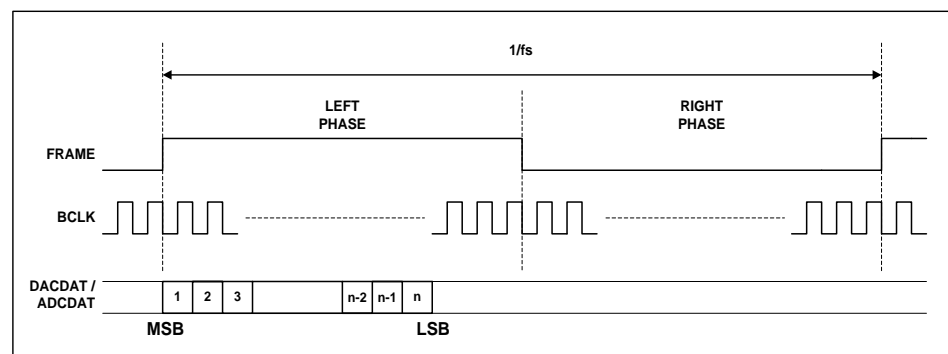 1/fs
LEFT
PHASE
RIGHT
PHASE
FRAME
BCLK
DACDAT /
ADCDAT
1 2 3 n-2 n-1 n
MSB LSB